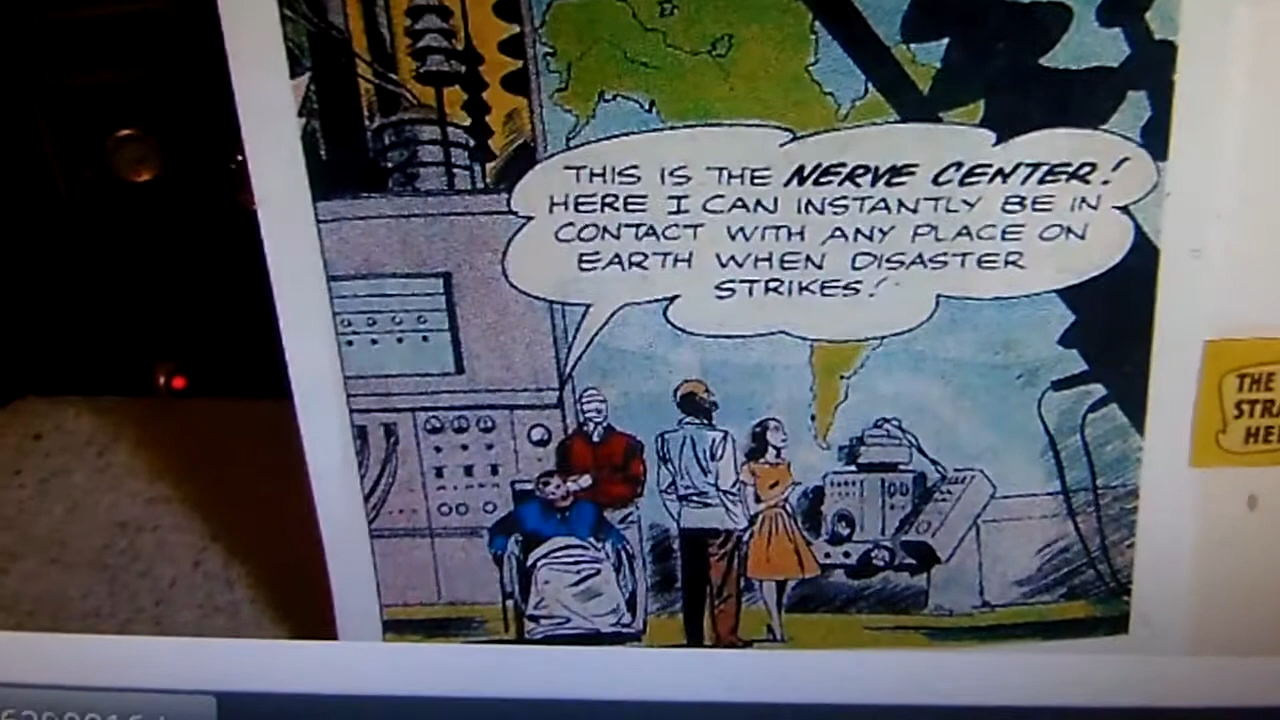 THIS IS THE NERVE CENTER!
HERE I CAN INSTANTLY BE IN
CONTACT WITH ANY PLACE ON
EARTH WHEN DISASTER
STRIKES!
THE